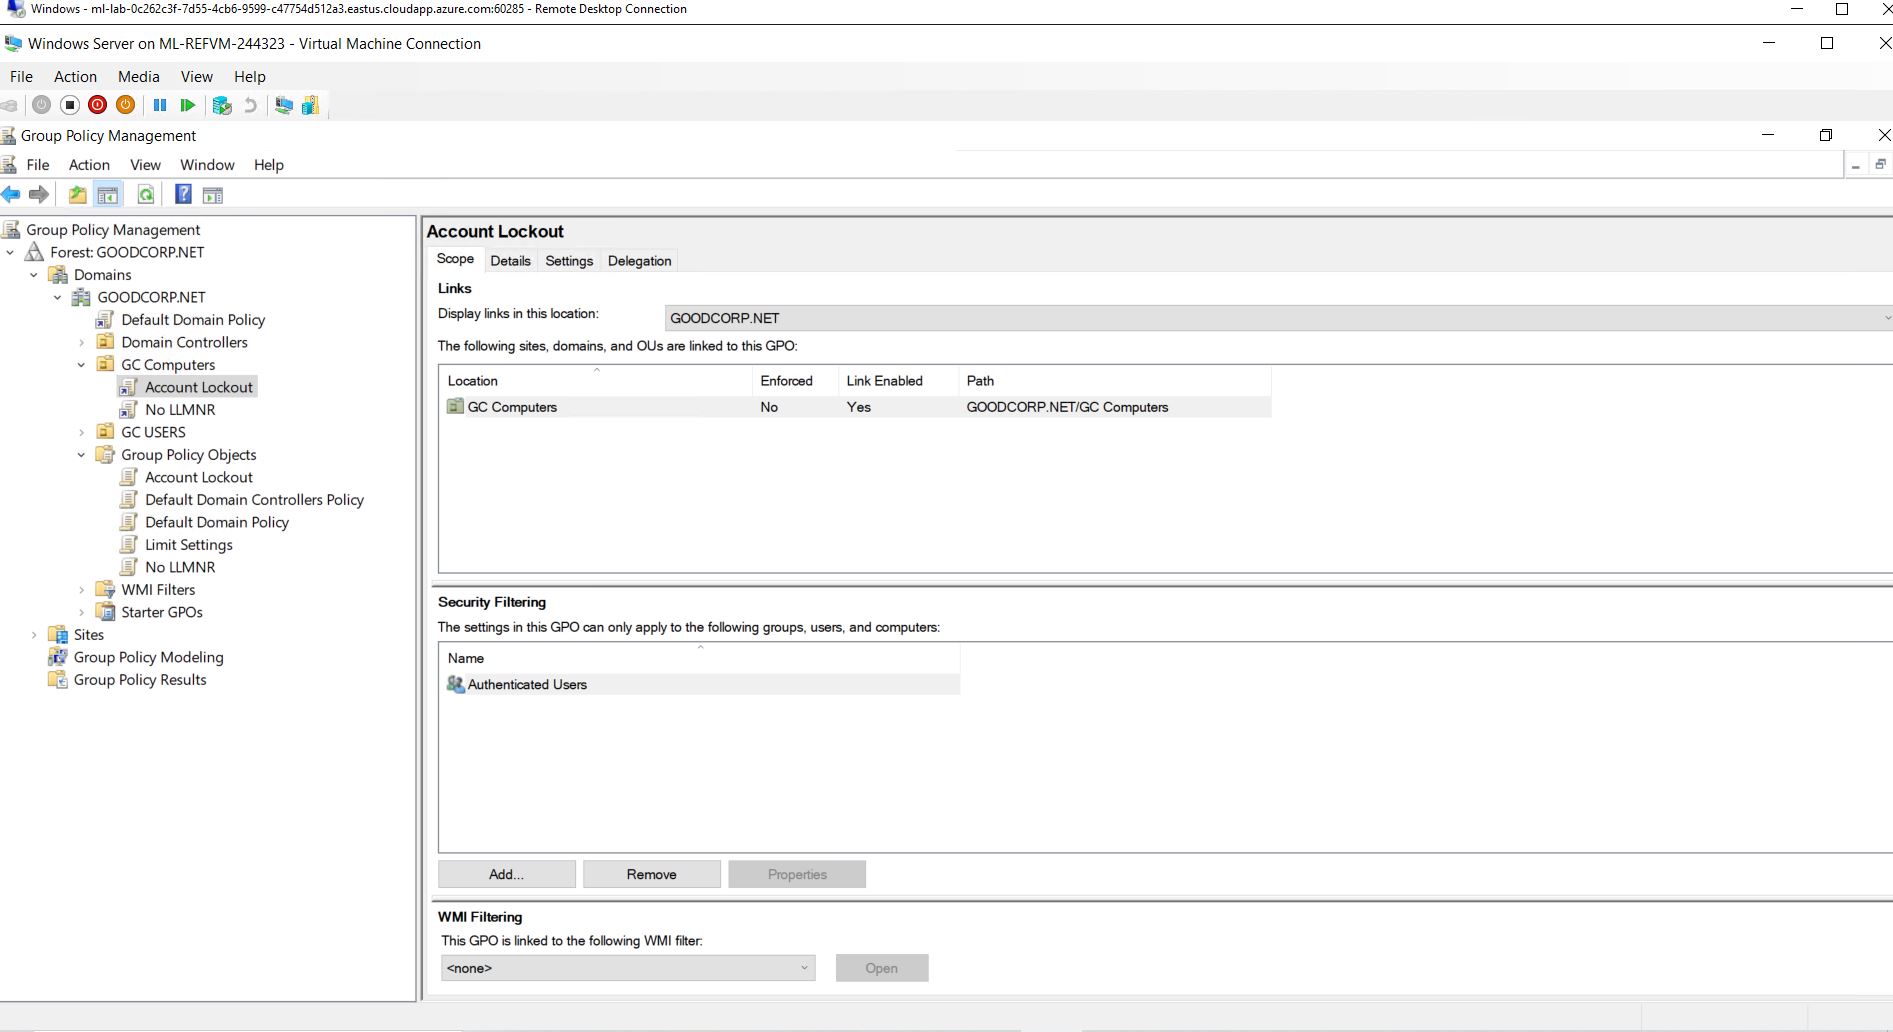 Windows - ml-lab-0c262c3f-7d55-4cb6-9599-c47754d512a3.eastus.cloudapp.azure.com:60285 - Remote Desktop Connection
Windows Server on ML-REFVM-244323 - Virtual Machine Connection
File Action Media View Help
Group Policy Management
File Action View Window Help
Group Policy Management
Forest: GOODCORP.NET
Domains
GOODCORP.NET
Default Domain Policy
Domain Controllers
GC Computers
Account Lockout
No LLMNR
GC USERS
Group Policy Objects
Account Lockout
Default Domain Controllers Policy
Default Domain Policy
Limit Settings
No LLMNR
WMI Filters
Starter GPOs
Sites
Group Policy Modeling
Group Policy Results
Account Lockout
Scope Details Settings Delegation
Links
Display links in this location: GOODCORP.NET
The following sites, domains, and OUs are linked to this GPO:
Location Enforced Link Enabled Path
GC Computers No Yes GOODCORP.NET/GC Computers
Security Filtering
The settings in this GPO can only apply to the following groups, users, and computers:
Name
Authenticated Users
Add... Remove Properties
WMI Filtering
This GPO is linked to the following WMI filter:
<none> Open